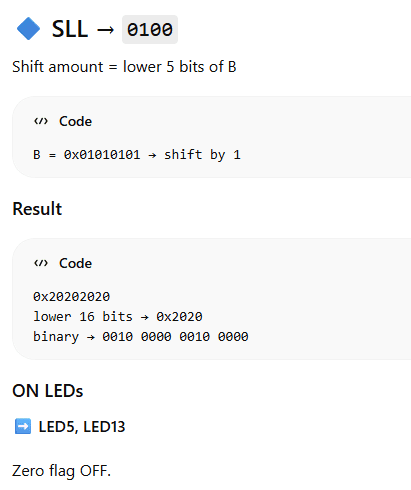 🔷 SLL → 0100
Shift amount = lower 5 bits of B
</> Code
B = 0x01010101 → shift by 1
Result
</> Code
0x20202020
lower 16 bits → 0x2020
binary → 0010 0000 0010 0000
ON LEDs
➡️ LED5, LED13
Zero flag OFF.